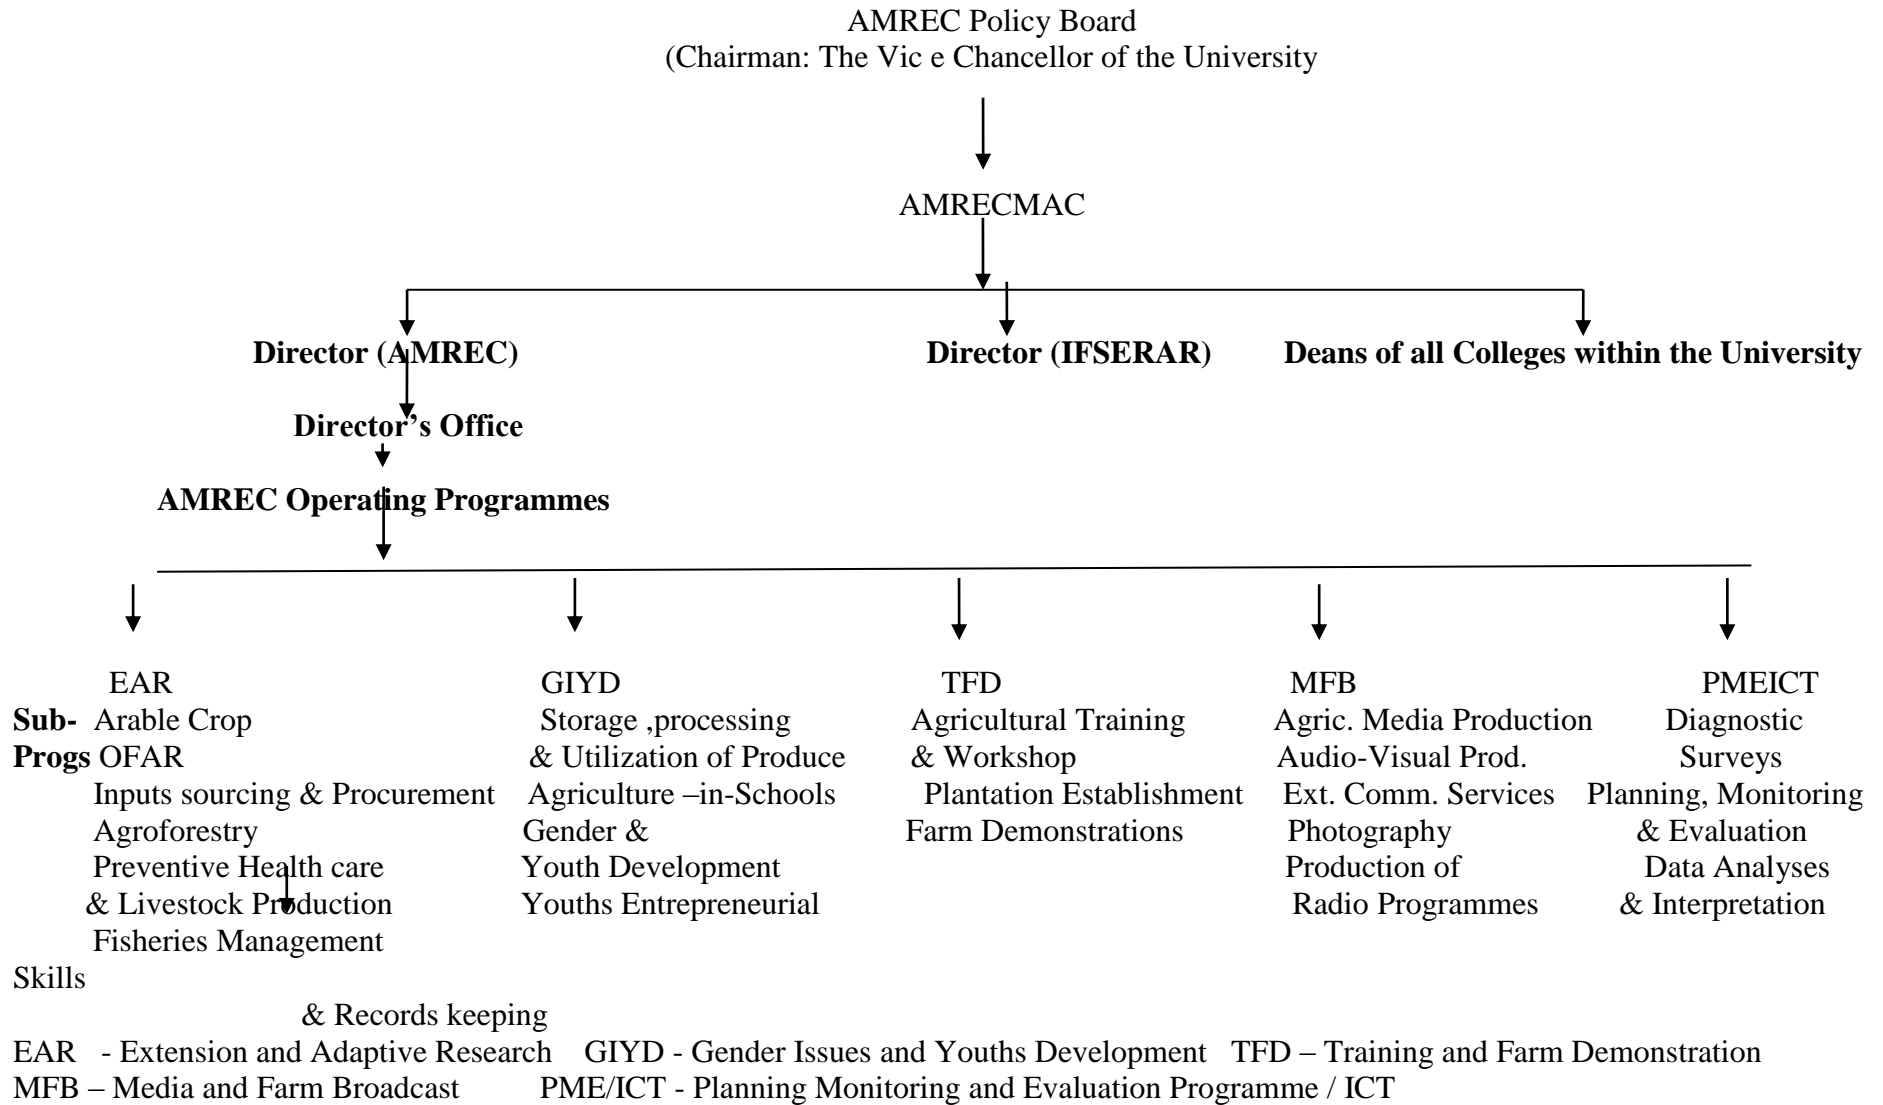 AMREC Policy Board
(Chairman: The Vic e Chancellor of the University
AMRECMAC
Director (AMREC) Director (IFSERAR) Deans of all Colleges within the University
Director’s Office
AMREC Operating Programmes
EAR GIYD TFD MFB PMEICT
Sub- Arable Crop Storage ,processing Agricultural Training Agric. Media Production Diagnostic
Progs OFAR & Utilization of Produce & Workshop Audio-Visual Prod. Surveys
Inputs sourcing & Procurement Agriculture –in-Schools Plantation Establishment Ext. Comm. Services Planning, Monitoring
Agroforestry Gender & Farm Demonstrations Photography & Evaluation
Preventive Health care Youth Development Production of Data Analyses
& Livestock Production Youths Entrepreneurial Radio Programmes & Interpretation
Fisheries Management
Skills
& Records keeping
EAR - Extension and Adaptive Research GIYD - Gender Issues and Youths Development TFD – Training and Farm Demonstration
MFB – Media and Farm Broadcast PME/ICT - Planning Monitoring and Evaluation Programme / ICT